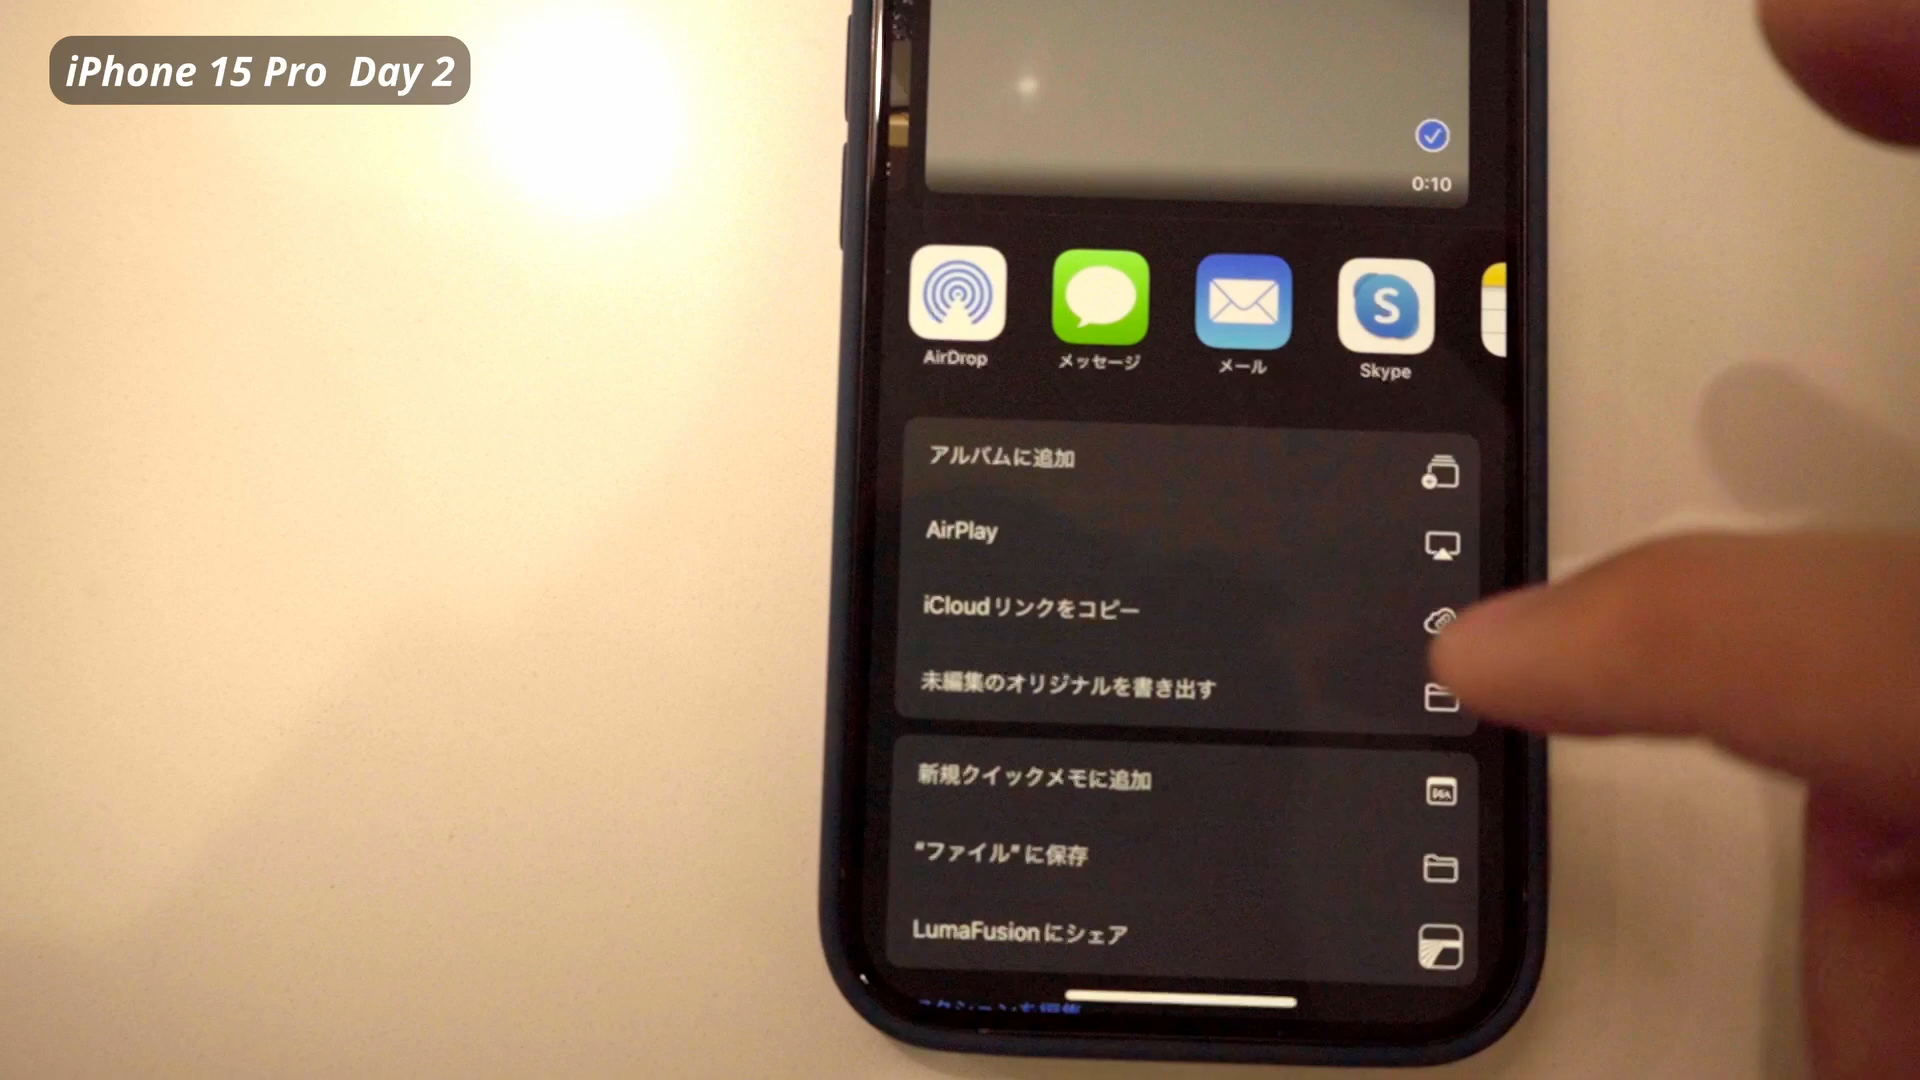 iPhone 15 Pro Day 2
0:10
AirDrop
メッセージ
メール
S
Skype
アルバムに追加
AirPlay
iCloudリンクをコピー
未編集のオリジナルを書き出す
新規クイックメモに追加
“ファイル”に保存
LumaFusionにシェア